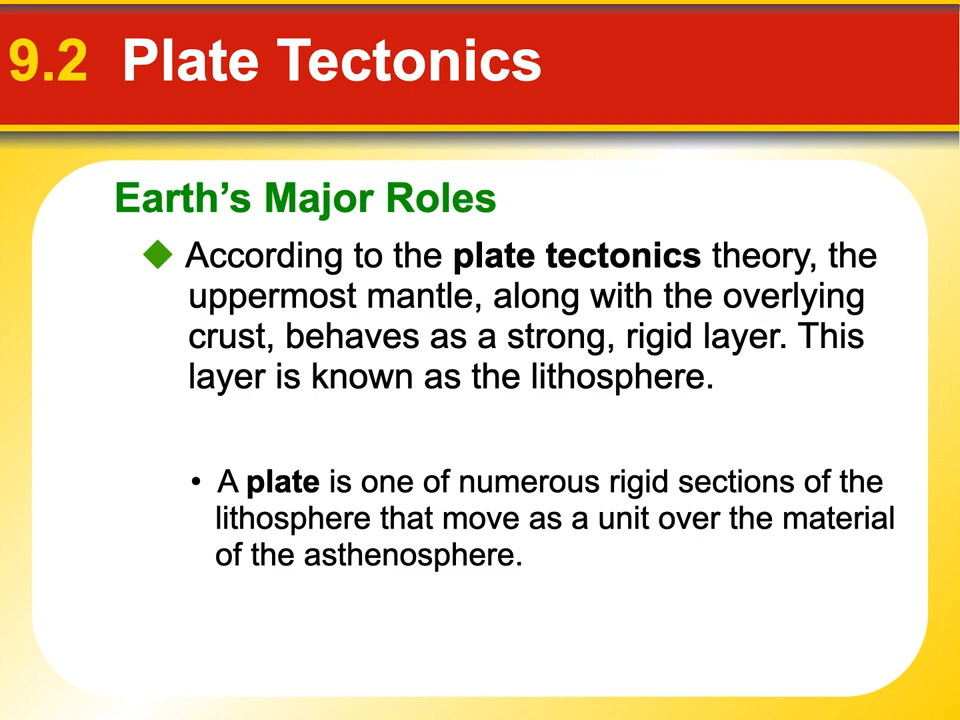 9.2 Plate Tectonics
Earth’s Major Roles
◆ According to the plate tectonics theory, the
uppermost mantle, along with the overlying
crust, behaves as a strong, rigid layer. This
layer is known as the lithosphere.
• A plate is one of numerous rigid sections of the
lithosphere that move as a unit over the material
of the asthenosphere.